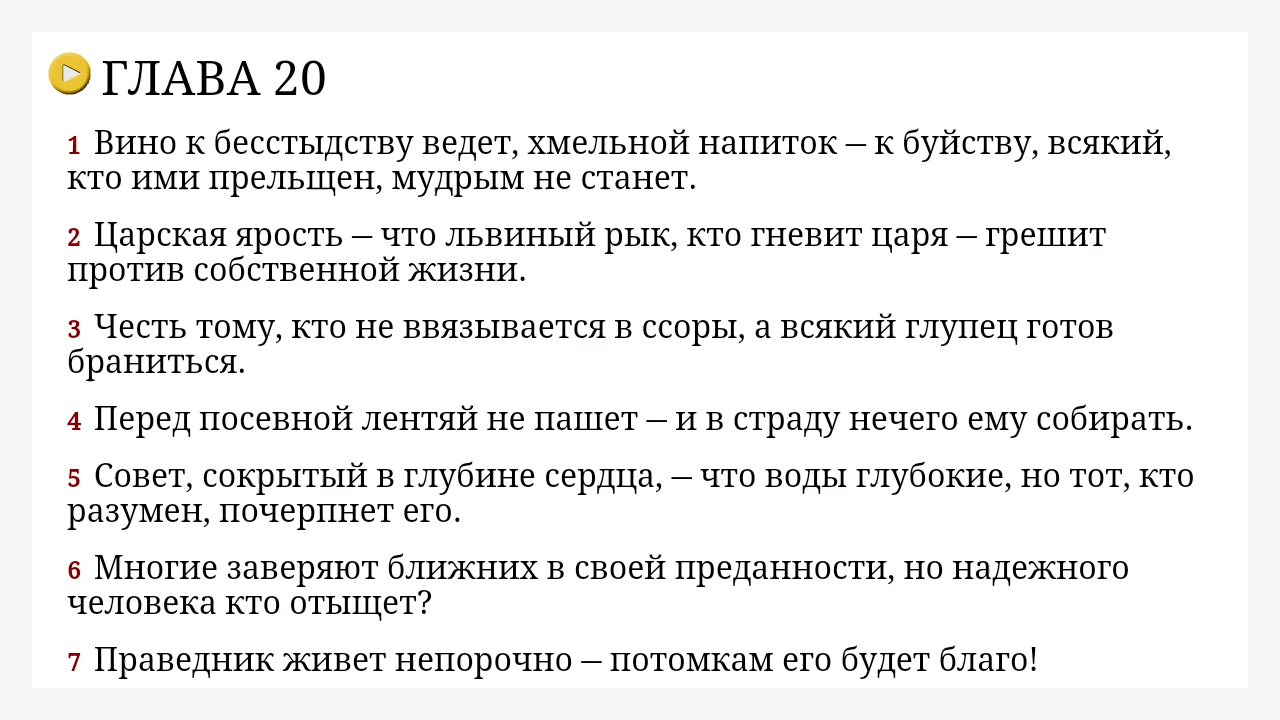 ГЛАВА 20
1 Вино к бесстыдству ведет, хмельной напиток – к буйству, всякий,
кто ими прельщен, мудрым не станет.
2 Царская ярость – что львиный рык, кто гневит царя – грешит
против собственной жизни.
3 Честь тому, кто не ввязывается в ссоры, а всякий глупец готов
браниться.
4 Перед посевной лентяй не пашет – и в страду нечего ему собирать.
5 Совет, сокрытый в глубине сердца, – что воды глубокие, но тот, кто
разумен, почерпнет его.
6 Многие заверяют ближних в своей преданности, но надежного
человека кто отыщет?
7 Праведник живет непорочно – потомкам его будет благо!